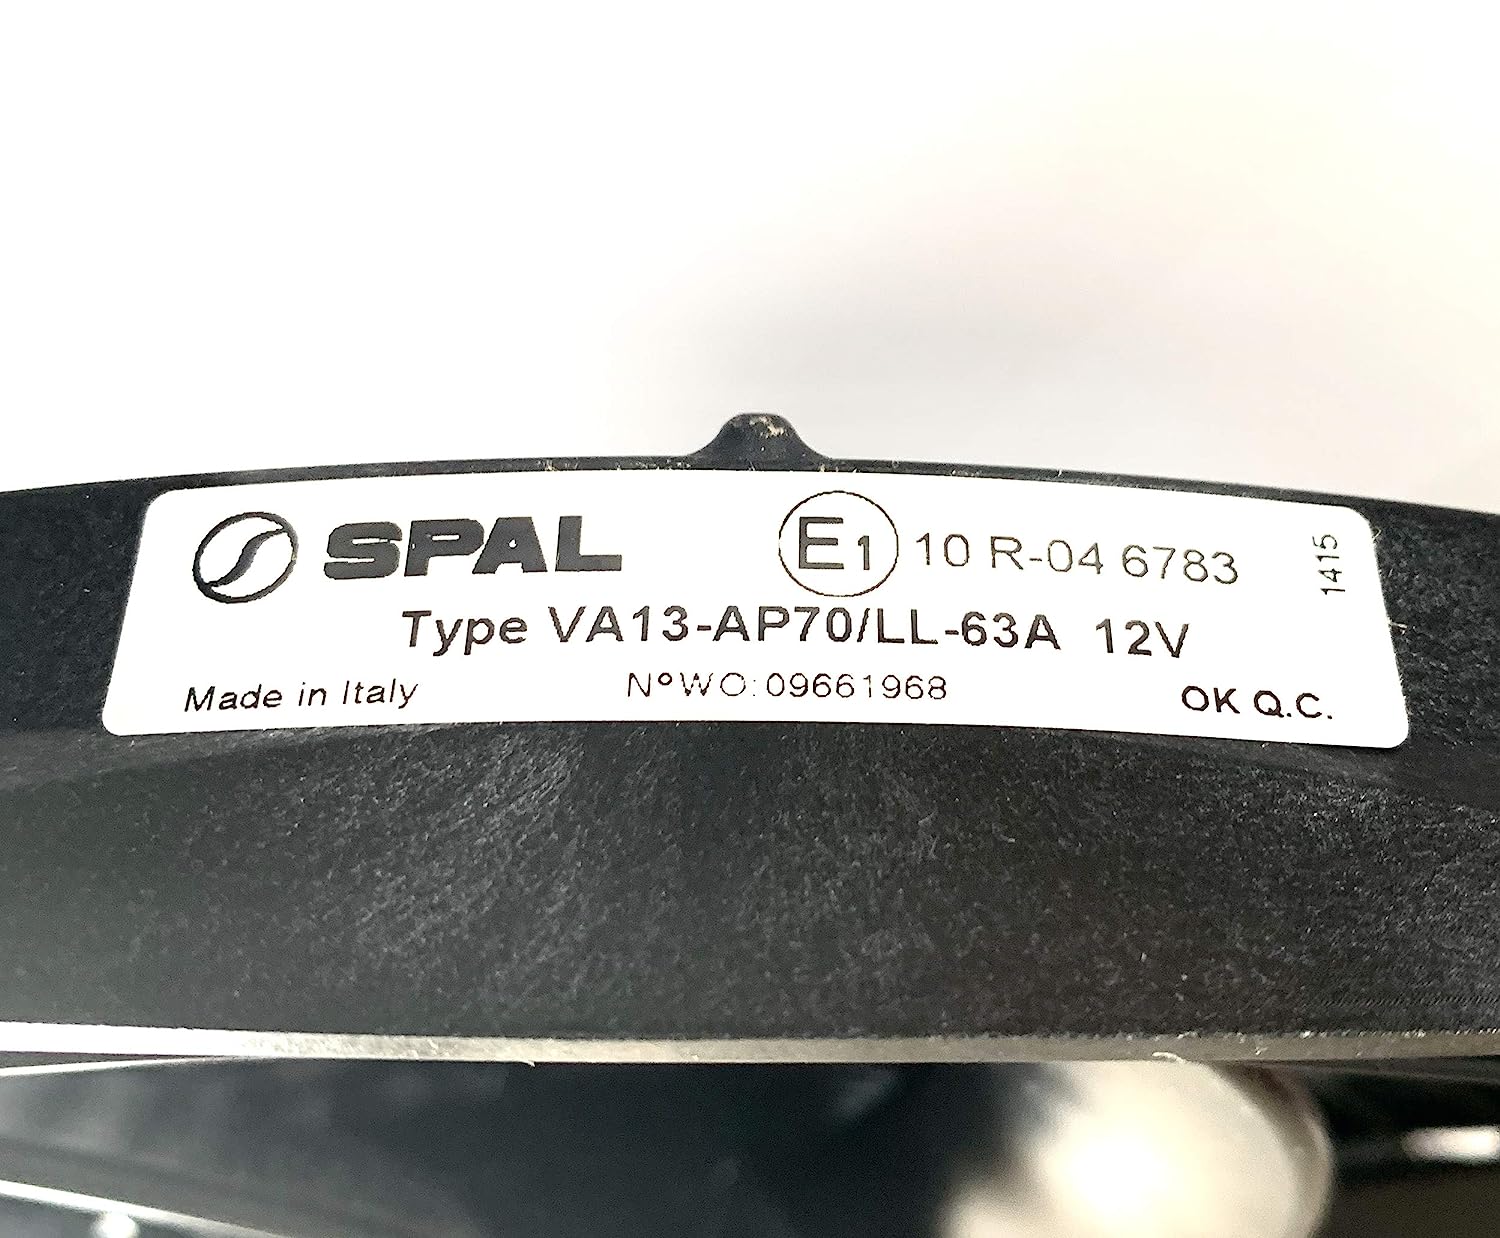 SPAL E1 10 R-04 6783
1415
Type VA13-AP70/LL-63A 12V
Made in Italy N°WO:09661968 OK Q.C.